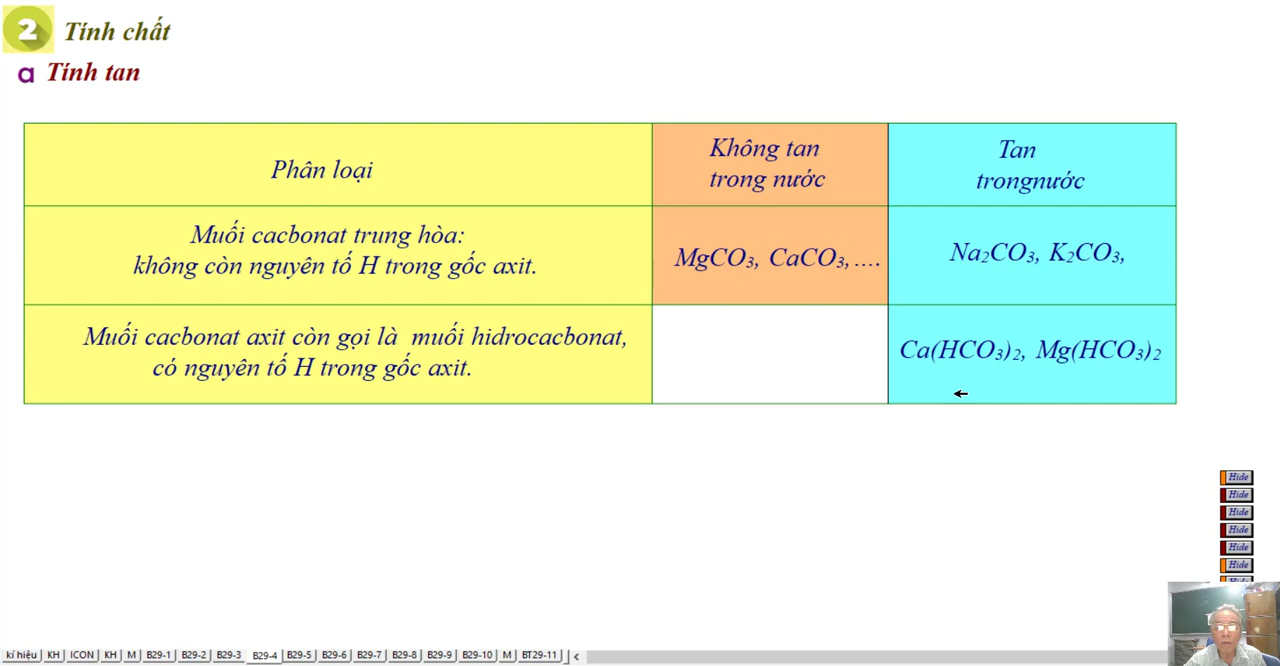 2 Tính chất
a Tính tan
Phân loại
Không tan
trong nước
Tan
trongnước
Muối cacbonat trung hòa:
không còn nguyên tố H trong gốc axit.
MgCO₃, CaCO₃,....
Na₂CO₃, K₂CO₃,
Muối cacbonat axit còn gọi là muối hidrocacbonat,
có nguyên tố H trong gốc axit.
Ca(HCO₃)₂, Mg(HCO₃)₂
Hide
Hide
Hide
Hide
Hide
Hide
kí hiệu KH ICON KH M B29-1 B29-2 B29-3 B29-4 B29-5 B29-6 B29-7 B29-8 B29-9 B29-10 M BT29-11